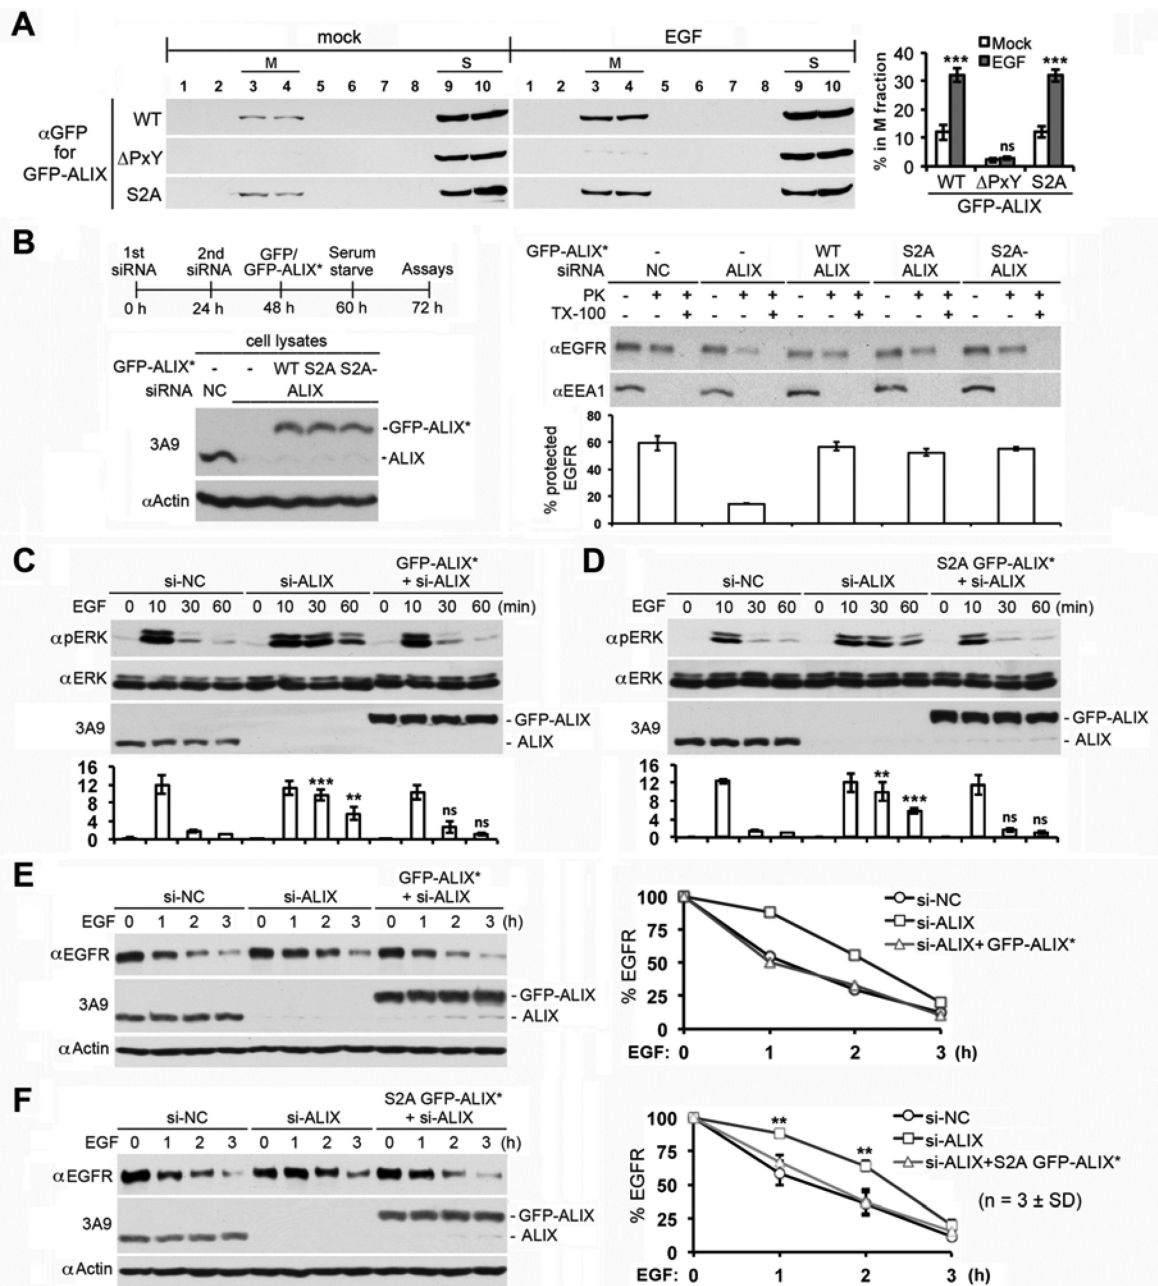 A
mock EGF
M S M S
1 2 3 4 5 6 7 8 9 10 1 2 3 4 5 6 7 8 9 10
αGFP
for
GFP-ALIX
WT
ΔPxY
S2A
% in M fraction
40
30
20
10
0
Mock
EGF
*** ns ***
WT ΔPxY S2A
GFP-ALIX
B
1st
siRNA
2nd
siRNA
GFP/
GFP-ALIX*
Serum
starve
Assays
0 h 24 h 48 h 60 h 72 h
cell lysates
GFP-ALIX* - - WT S2A S2A-
siRNA NC ALIX
3A9
-GFP-ALIX*
-ALIX
αActin
GFP-ALIX* - - WT S2A S2A-
siRNA NC ALIX ALIX ALIX ALIX
PK - + + - + + - + + - + + - + +
TX-100 + + + + +
αEGFR
αEEA1
% protected
EGFR
80
60
40
20
0
C
si-NC si-ALIX GFP-ALIX*
+ si-ALIX
EGF 0 10 30 60 0 10 30 60 0 10 30 60 (min)
αpERK
αERK
3A9
- GFP-ALIX
- ALIX
16
12
8
4
0
*** ** ns ns
D
si-NC si-ALIX S2A GFP-ALIX*
+ si-ALIX
EGF 0 10 30 60 0 10 30 60 0 10 30 60 (min)
αpERK
αERK
3A9
- GFP-ALIX
- ALIX
16
12
8
4
0
** *** ns ns
E
si-NC si-ALIX GFP-ALIX*
+ si-ALIX
EGF 0 1 2 3 0 1 2 3 0 1 2 3 (h)
αEGFR
3A9
- GFP-ALIX
- ALIX
αActin
% EGFR
100
75
50
25
0
si-NC
si-ALIX
si-ALIX+GFP-ALIX*
EGF: 0 1 2 3 (h)
F
si-NC si-ALIX S2A GFP-ALIX*
+ si-ALIX
EGF 0 1 2 3 0 1 2 3 0 1 2 3 (h)
αEGFR
3A9
- GFP-ALIX
- ALIX
αActin
% EGFR
100
75
50
25
0
** **
si-NC
si-ALIX
si-ALIX+S2A GFP-ALIX*
(n = 3 ± SD)
EGF: 0 1 2 3 (h)